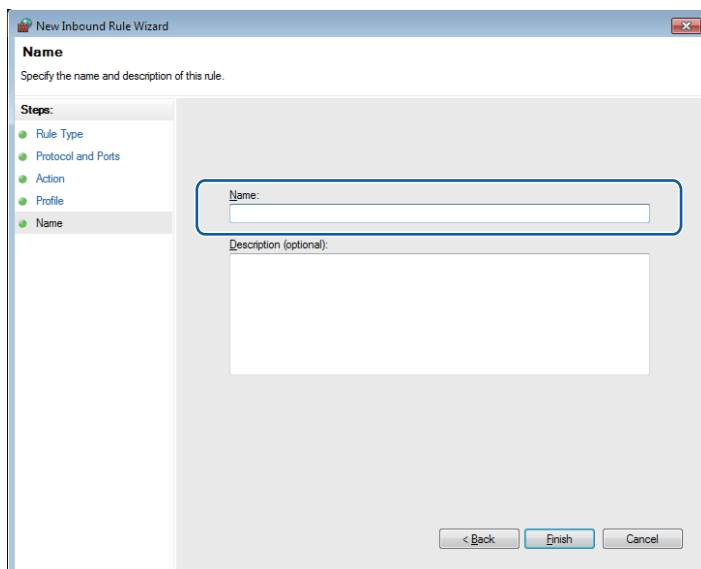 New Inbound Rule Wizard
Name
Specify the name and description of this rule.
Steps:
Rule Type
Protocol and Ports
Action
Profile
Name
Name:
Description (optional):
< Back
Finish
Cancel